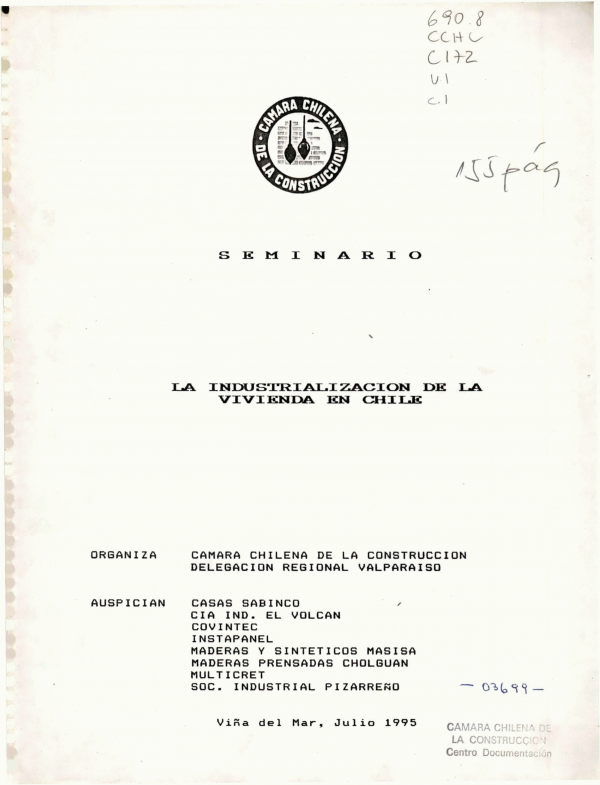 690.8
CCHC
C172
V.1
c.1
CAMARA CHILENA
DE LA CONSTRUCCION
155 pág
SEMINARIO
LA INDUSTRIALIZACION DE LA
VIVIENDA EN CHILE
ORGANIZA CAMARA CHILENA DE LA CONSTRUCCION
DELEGACION REGIONAL VALPARAISO
AUSPICIAN CASAS SABINCO
CIA IND. EL VOLCAN
COVINTEC
INSTAPANEL
MADERAS Y SINTETICOS MASISA
MADERAS PRENSADAS CHOLGUAN
MULTICRET
SOC. INDUSTRIAL PIZARREÑO
- 03699 -
Viña del Mar, Julio 1995
CAMARA CHILENA DE
LA CONSTRUCCION
Centro Documentación